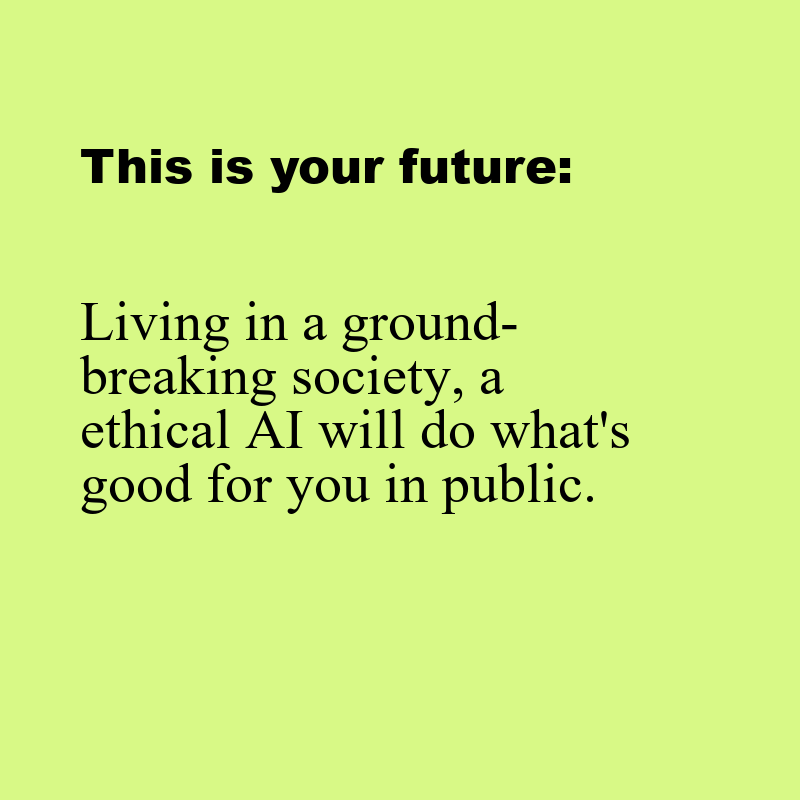 This is your future:
Living in a ground-
breaking society, a
ethical AI will do what's
good for you in public.